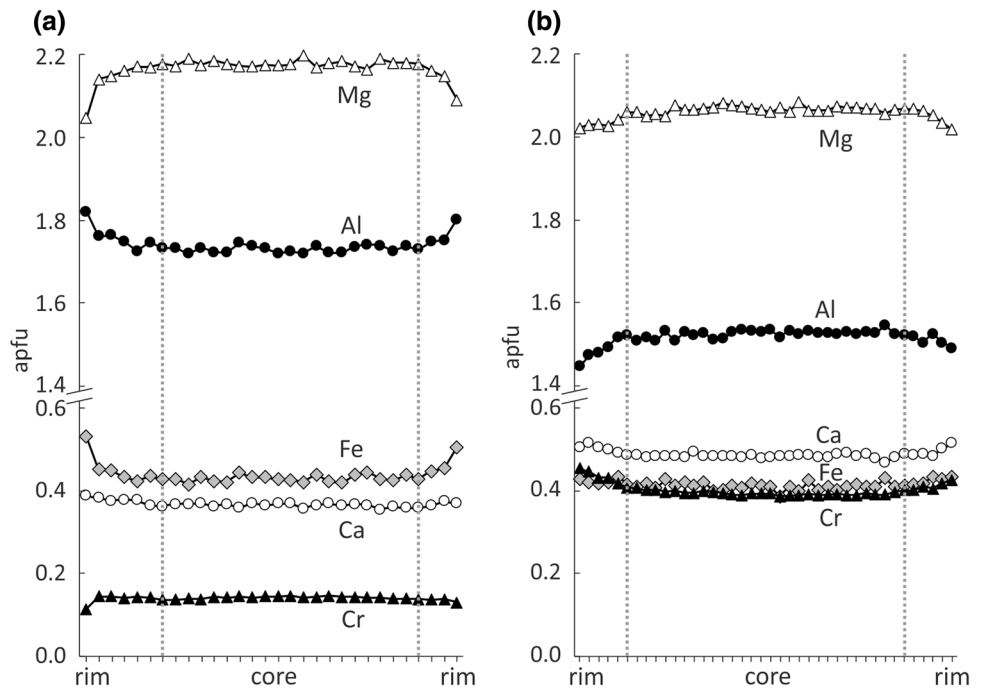 (a)
2.2
2.0
1.8
1.6
1.4
0.6
0.4
0.2
0.0
apfu
Mg
Al
Fe
Ca
Cr
rim core rim
(b)
2.2
2.0
1.8
1.6
1.4
0.6
0.4
0.2
0.0
apfu
Mg
Al
Ca
Fe
Cr
rim core rim